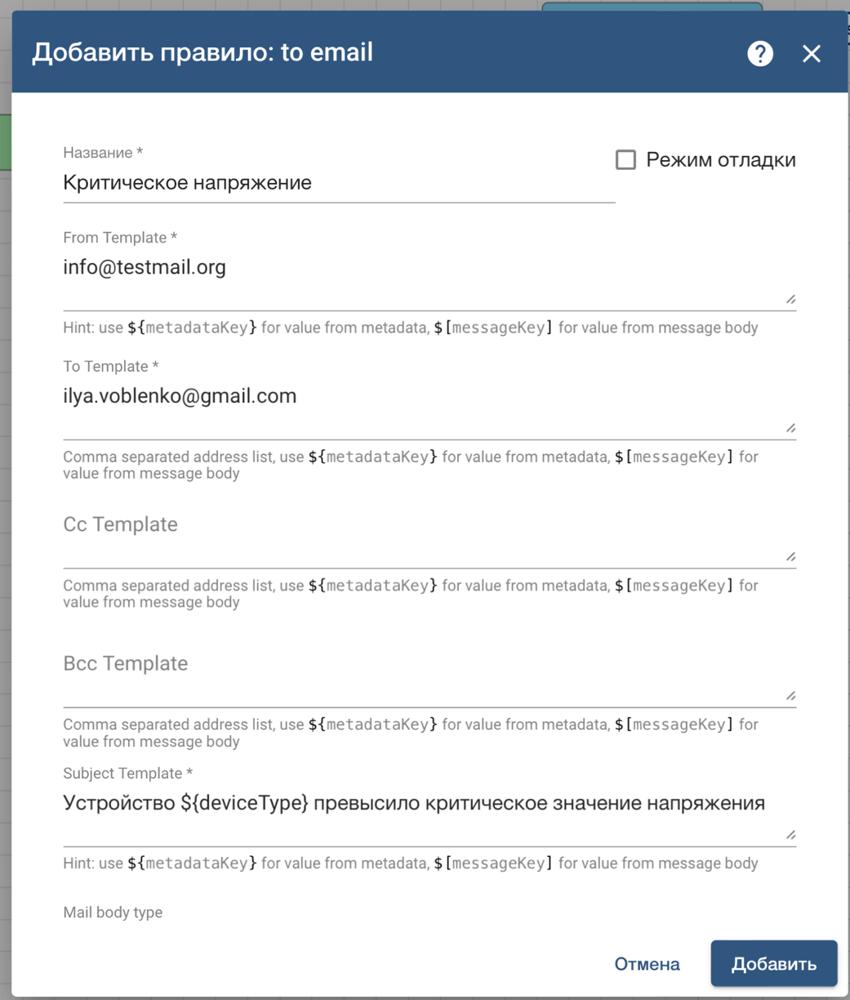 Добавить правило: to email
?
Название *
Критическое напряжение
Режим отладки
From Template *
info@testmail.org
Hint: use ${metadataKey} for value from metadata, $[messageKey] for value from message body
To Template *
ilya.voblenko@gmail.com
Comma separated address list, use ${metadataKey} for value from metadata, $[messageKey] for
value from message body
Cc Template
Comma separated address list, use ${metadataKey} for value from metadata, $[messageKey] for
value from message body
Bcc Template
Comma separated address list, use ${metadataKey} for value from metadata, $[messageKey] for
value from message body
Subject Template *
Устройство ${deviceType} превысило критическое значение напряжения
Hint: use ${metadataKey} for value from metadata, $[messageKey] for value from message body
Mail body type
Отмена
Добавить